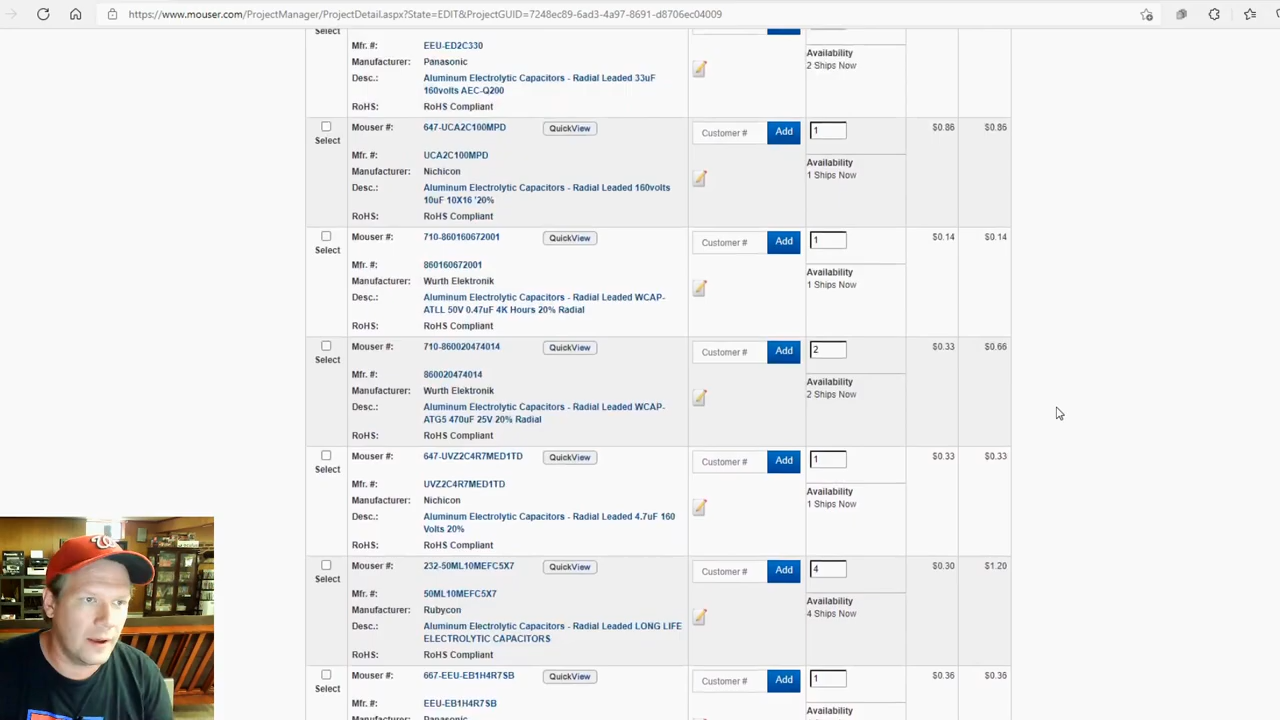 https://www.mouser.com/ProjectManager/ProjectDetail.aspx?State=EDIT&ProjectGUID=7248ec89-6ad3-4a97-8691-d8706ec04009
Select
Mfr. #: EEU-ED2C330
Manufacturer: Panasonic
Desc.: Aluminum Electrolytic Capacitors - Radial Leaded 33uF
160volts AEC-Q200
RoHS: RoHS Compliant
Availability
2 Ships Now
Select
Mouser #: 647-UCA2C100MPD QuickView
Mfr. #: UCA2C100MPD
Manufacturer: Nichicon
Desc.: Aluminum Electrolytic Capacitors - Radial Leaded 160volts
10uF 10X16 '20%
RoHS: RoHS Compliant
Customer # Add
1
Availability
1 Ships Now
$0.86 $0.86
Select
Mouser #: 710-860160672001 QuickView
Mfr. #: 860160672001
Manufacturer: Wurth Elektronik
Desc.: Aluminum Electrolytic Capacitors - Radial Leaded WCAP-
ATLL 50V 0.47uF 4K Hours 20% Radial
RoHS: RoHS Compliant
Customer # Add
1
Availability
1 Ships Now
$0.14 $0.14
Select
Mouser #: 710-860020474014 QuickView
Mfr. #: 860020474014
Manufacturer: Wurth Elektronik
Desc.: Aluminum Electrolytic Capacitors - Radial Leaded WCAP-
ATG5 470uF 25V 20% Radial
RoHS: RoHS Compliant
Customer # Add
2
Availability
2 Ships Now
$0.33 $0.66
Select
Mouser #: 647-UVZ2C4R7MED1TD QuickView
Mfr. #: UVZ2C4R7MED1TD
Manufacturer: Nichicon
Desc.: Aluminum Electrolytic Capacitors - Radial Leaded 4.7uF 160
Volts 20%
RoHS: RoHS Compliant
Customer # Add
1
Availability
1 Ships Now
$0.33 $0.33
Select
Mouser #: 232-50ML10MEFC5X7 QuickView
Mfr. #: 50ML10MEFC5X7
Manufacturer: Rubycon
Desc.: Aluminum Electrolytic Capacitors - Radial Leaded LONG LIFE
ELECTROLYTIC CAPACITORS
RoHS: RoHS Compliant
Customer # Add
4
Availability
4 Ships Now
$0.30 $1.20
Select
Mouser #: 667-EEU-EB1H4R7SB QuickView
Mfr. #: EEU-EB1H4R7SB
Customer # Add
1
Availability
$0.36 $0.36